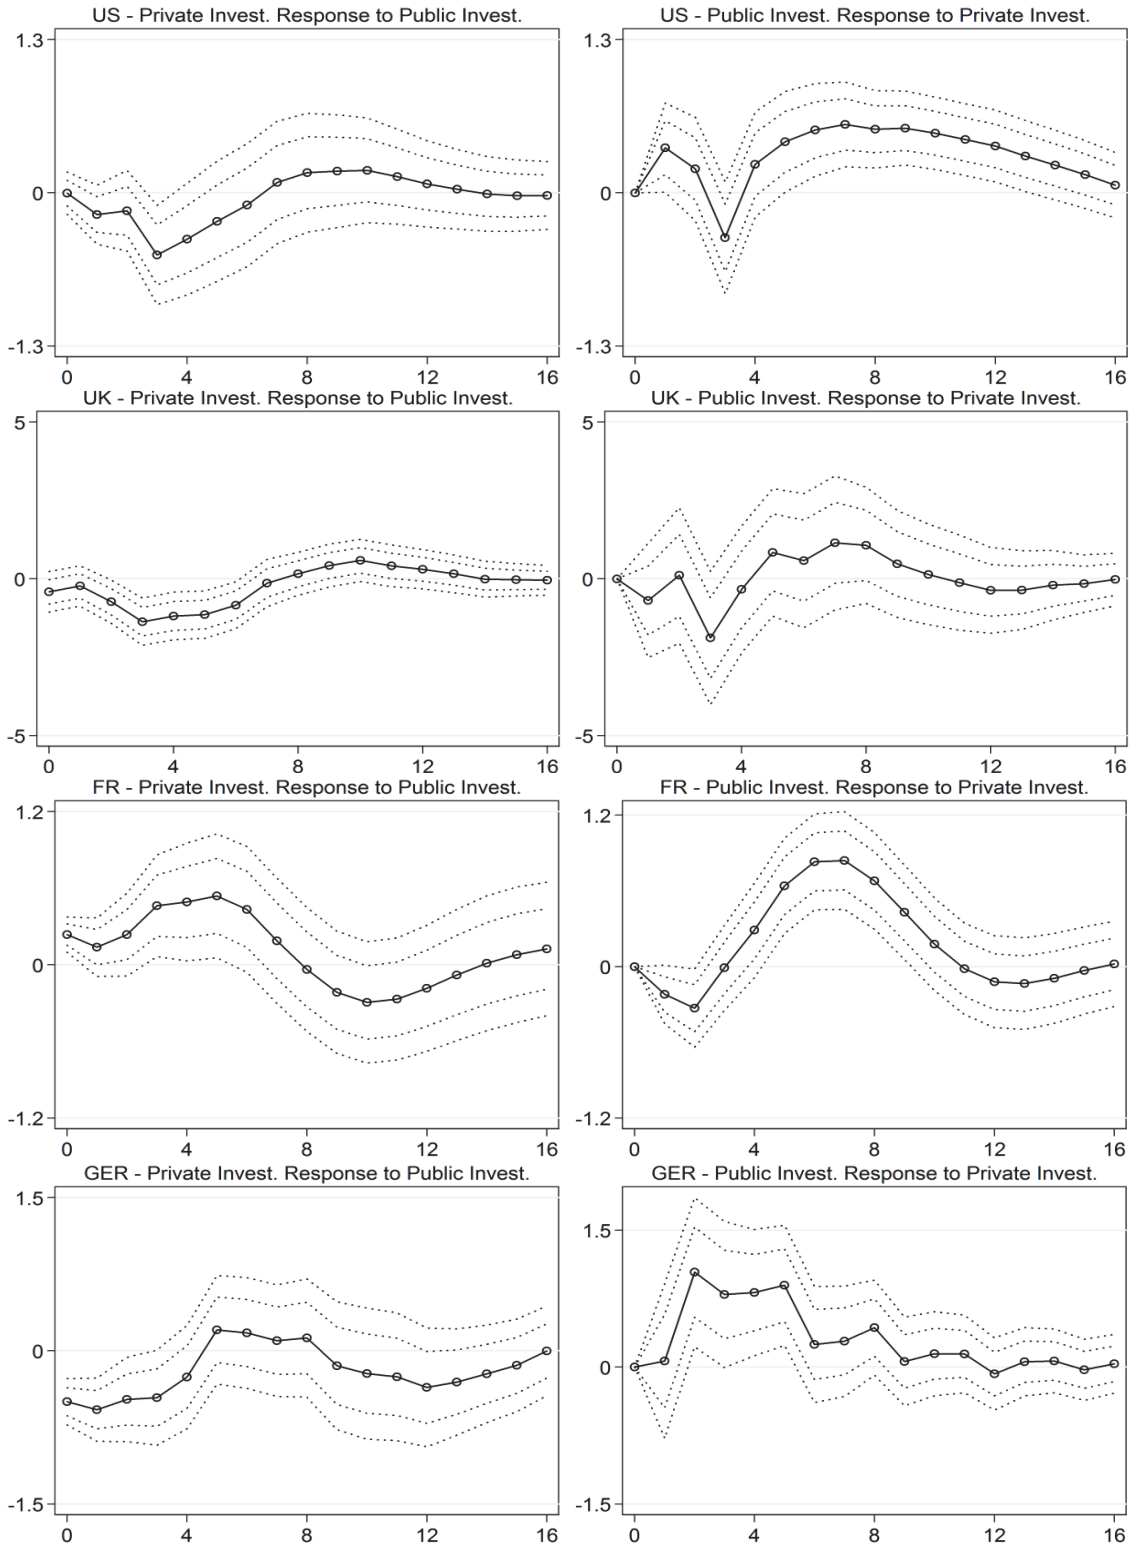 US - Private Invest. Response to Public Invest.
1.3
0
-1.3
0 4 8 12 16
US - Public Invest. Response to Private Invest.
1.3
0
-1.3
0 4 8 12 16
UK - Private Invest. Response to Public Invest.
5
0
-5
0 4 8 12 16
UK - Public Invest. Response to Private Invest.
5
0
-5
0 4 8 12 16
FR - Private Invest. Response to Public Invest.
1.2
0
-1.2
0 4 8 12 16
FR - Public Invest. Response to Private Invest.
1.2
0
-1.2
0 4 8 12 16
GER - Private Invest. Response to Public Invest.
1.5
0
-1.5
0 4 8 12 16
GER - Public Invest. Response to Private Invest.
1.5
0
-1.5
0 4 8 12 16